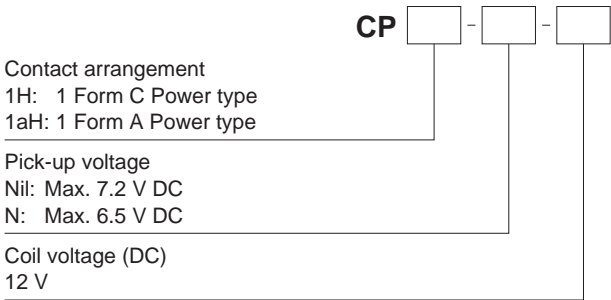 CP - -
Contact arrangement
1H: 1 Form C Power type
1aH: 1 Form A Power type
Pick-up voltage
Nil: Max. 7.2 V DC
N: Max. 6.5 V DC
Coil voltage (DC)
12 V